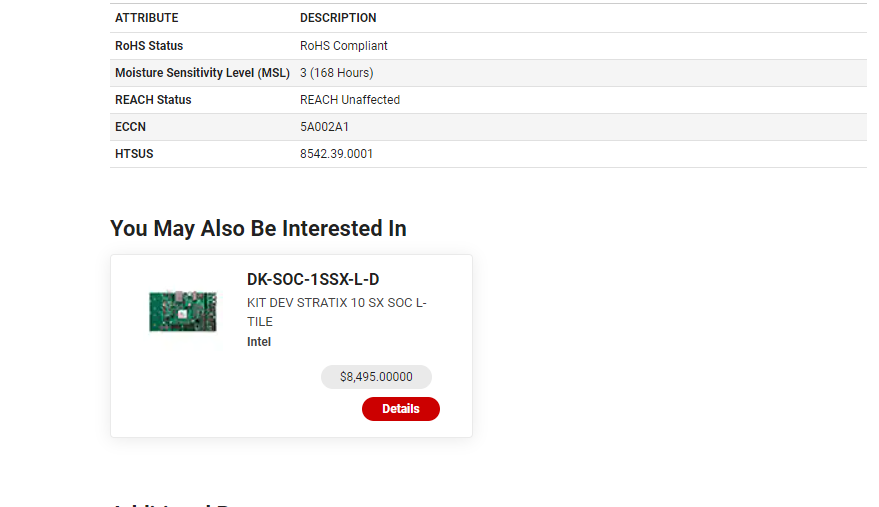 ATTRIBUTE DESCRIPTION
RoHS Status RoHS Compliant
Moisture Sensitivity Level (MSL) 3 (168 Hours)
REACH Status REACH Unaffected
ECCN 5A002A1
HTSUS 8542.39.0001
You May Also Be Interested In
DK-SOC-1SSX-L-D
KIT DEV STRATIX 10 SX SOC L-
TILE
Intel
$8,495.00000
Details